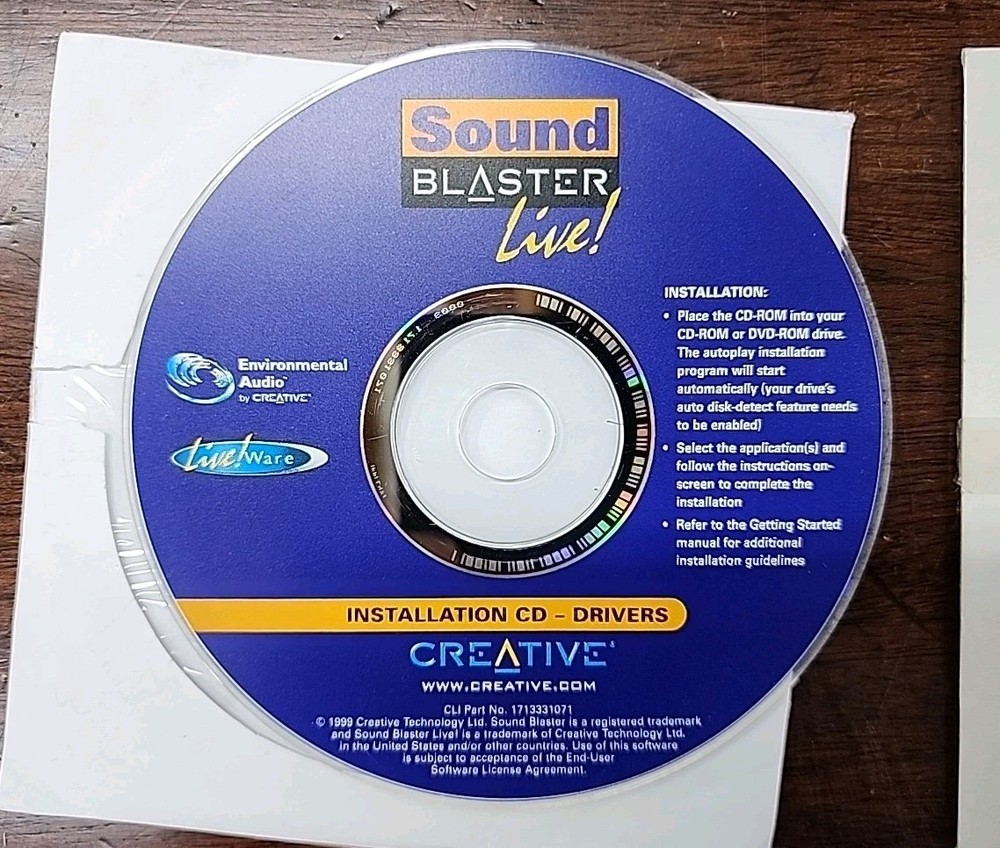 Sound
BLASTER
Live!
INSTALLATION:
• Place the CD-ROM into your
CD-ROM or DVD-ROM drive.
The autoplay installation
program will start
automatically (your drive's
auto disk-detect feature needs
to be enabled)
• Select the application(s) and
follow the instructions on-
screen to complete the
installation
• Refer to the Getting Started
manual for additional
installation guidelines
Environmental
Audio™
by CREATIVE™
Live!Ware
INSTALLATION CD – DRIVERS
CREATIVE
WWW.CREATIVE.COM
CLI Part No. 1713331071
© 1999 Creative Technology Ltd. Sound Blaster is a registered trademark
and Sound Blaster Live! is a trademark of Creative Technology Ltd.
in the United States and/or other countries. Use of this software
is subject to acceptance of the End-User
Software License Agreement.